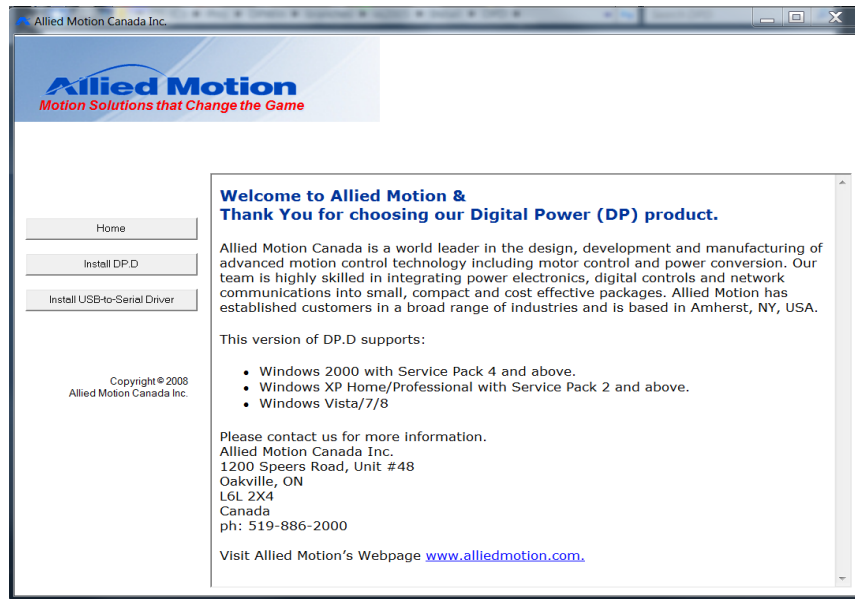 Allied Motion Canada Inc.
Allied Motion
Motion Solutions that Change the Game
Home
Install DP.D
Install USB-to-Serial Driver
Copyright © 2008
Allied Motion Canada Inc.
Welcome to Allied Motion &
Thank You for choosing our Digital Power (DP) product.
Allied Motion Canada is a world leader in the design, development and manufacturing of
advanced motion control technology including motor control and power conversion. Our
team is highly skilled in integrating power electronics, digital controls and network
communications into small, compact and cost effective packages. Allied Motion has
established customers in a broad range of industries and is based in Amherst, NY, USA.
This version of DP.D supports:
• Windows 2000 with Service Pack 4 and above.
• Windows XP Home/Professional with Service Pack 2 and above.
• Windows Vista/7/8
Please contact us for more information.
Allied Motion Canada Inc.
1200 Speers Road, Unit #48
Oakville, ON
L6L 2X4
Canada
ph: 519-886-2000
Visit Allied Motion's Webpage www.alliedmotion.com.